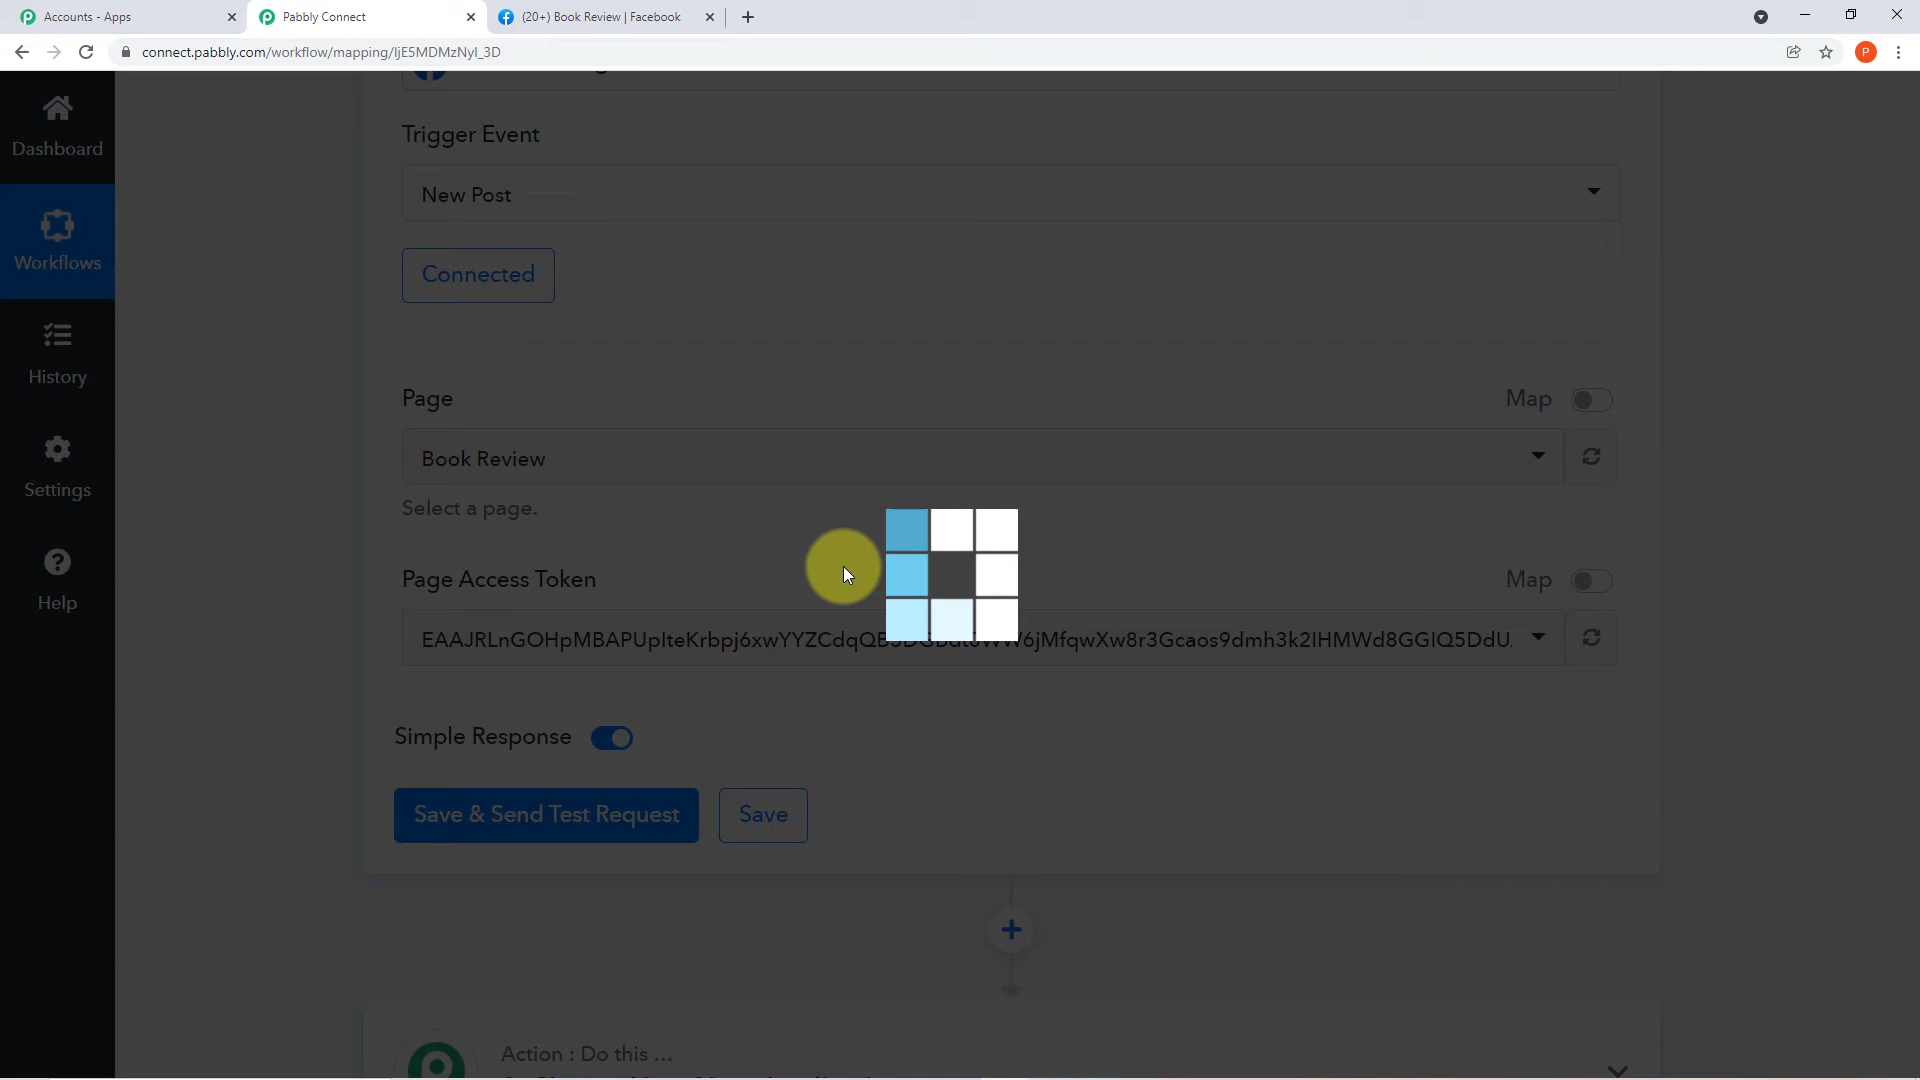 Accounts - Apps
Pabbly Connect
(20+) Book Review | Facebook
connect.pabbly.com/workflow/mapping/IjE5MDMzNyI_3D
P
Dashboard
Trigger Event
New Post
Workflows
Connected
History
Page
Map
Book Review
Settings
Select a page.
Page Access Token
Map
Help
Simple Response
Save & Send Test Request
Save
Action : Do this ...